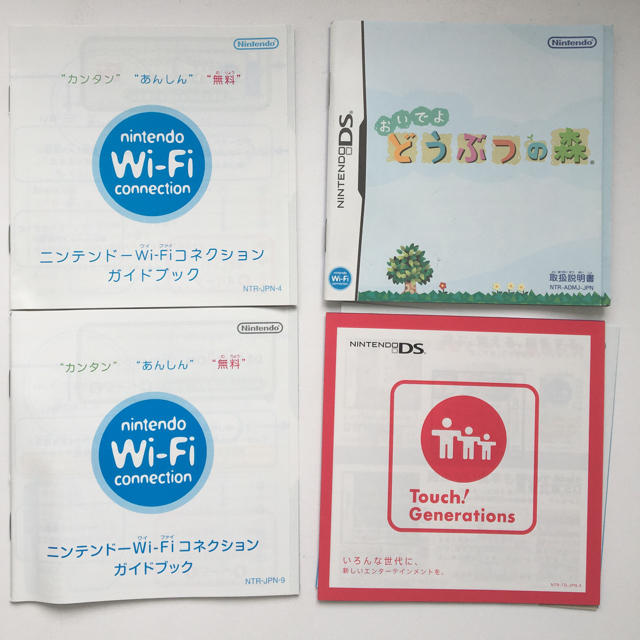 Nintendo
"カンタン" "あんしん" "無料"
nintendo
Wi-Fi
connection
ニンテンドーWi-Fiコネクション
ガイドブック
NTR-JPN-4
Nintendo
NINTENDO DS
おいでよ
どうぶつの森
nintendo
Wi-Fi
connection
取扱説明書
NTR-ADMJ-JPN
Nintendo
"カンタン" "あんしん" "無料"
nintendo
Wi-Fi
connection
ニンテンドーWi-Fiコネクション
ガイドブック
NTR-JPN-9
NINTENDO DS
Touch!
Generations
いろんな世代に、
新しいエンターテインメントを。